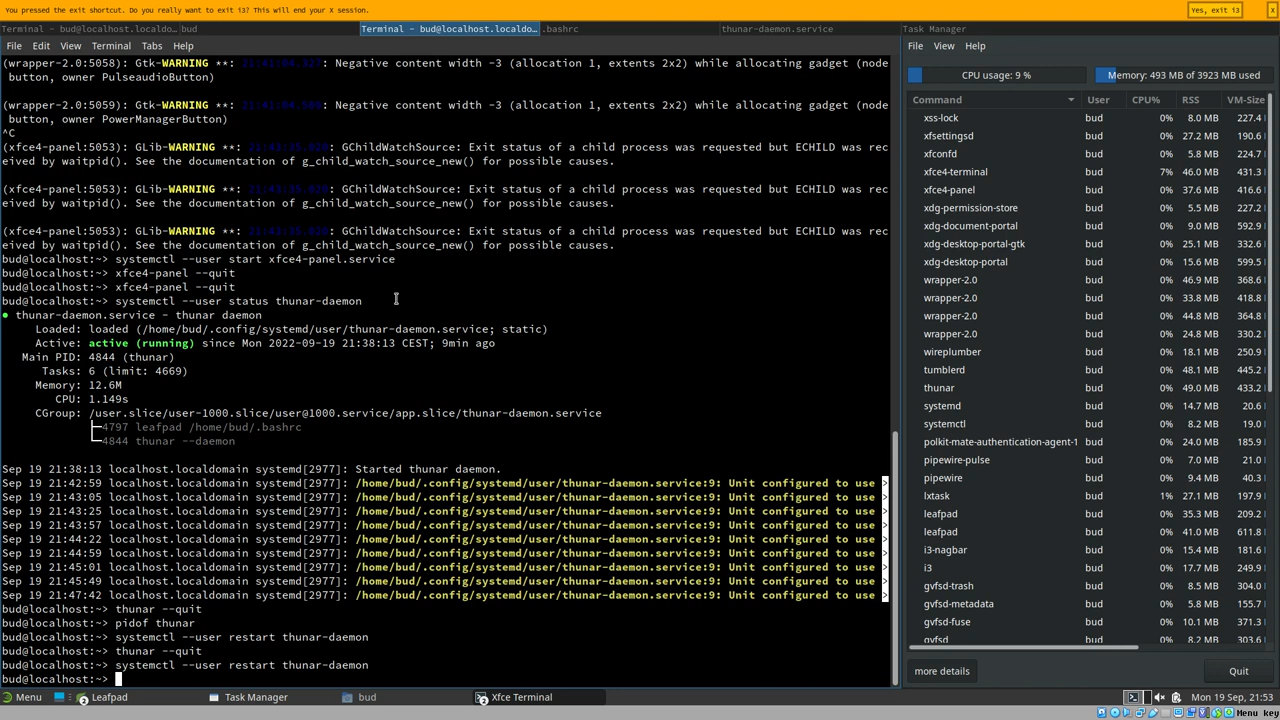 You pressed the exit shortcut. Do you really want to exit i3? This will end your X session.
Yes, exit i3
X
Terminal - bud@localhost.localdo...
bud
Terminal - bud@localhost.localdo...
.bashrc
thunar-daemon.service
Task Manager
File Edit View Terminal Tabs Help
(wrapper-2.0:5058): Gtk-WARNING **: 21:41:04.327: Negative content width -3 (allocation 1, extents 2x2) while allocating gadget (node
button, owner PulseaudioButton)
(wrapper-2.0:5059): Gtk-WARNING **: : Negative content width -3 (allocation 1, extents 2x2) while allocating gadget (node
button, owner PowerManagerButton)
^C
(xfce4-panel:5053): GLib-WARNING **: : GChildWatchSource: Exit status of a child process was requested but ECHILD was rec
eived by waitpid(). See the documentation of g_child_watch_source_new() for possible causes.
(xfce4-panel:5053): GLib-WARNING **: : GChildWatchSource: Exit status of a child process was requested but ECHILD was rec
eived by waitpid(). See the documentation of g_child_watch_source_new() for possible causes.
(xfce4-panel:5053): GLib-WARNING **: : GChildWatchSource: Exit status of a child process was requested but ECHILD was rec
eived by waitpid(). See the documentation of g_child_watch_source_new() for possible causes.
bud@localhost:~> systemctl --user start xfce4-panel.service
bud@localhost:~> xfce4-panel --quit
bud@localhost:~> xfce4-panel --quit
bud@localhost:~> systemctl --user status thunar-daemon
● thunar-daemon.service - thunar daemon
Loaded: loaded (/home/bud/.config/systemd/user/thunar-daemon.service; static)
Active: active (running) since Mon 2022-09-19 21:38:13 CEST; 9min ago
Main PID: 4844 (thunar)
Tasks: 6 (limit: 4669)
Memory: 12.6M
CPU: 1.149s
CGroup: /user.slice/user-1000.slice/user@1000.service/app.slice/thunar-daemon.service
├─4797 leafpad /home/bud/.bashrc
└─4844 thunar --daemon
Sep 19 21:38:13 localhost.localdomain systemd[2977]: Started thunar daemon.
Sep 19 21:42:59 localhost.localdomain systemd[2977]: /home/bud/.config/systemd/user/thunar-daemon.service:9: Unit configured to use >
Sep 19 21:43:05 localhost.localdomain systemd[2977]: /home/bud/.config/systemd/user/thunar-daemon.service:9: Unit configured to use >
Sep 19 21:43:25 localhost.localdomain systemd[2977]: /home/bud/.config/systemd/user/thunar-daemon.service:9: Unit configured to use >
Sep 19 21:43:57 localhost.localdomain systemd[2977]: /home/bud/.config/systemd/user/thunar-daemon.service:9: Unit configured to use >
Sep 19 21:44:22 localhost.localdomain systemd[2977]: /home/bud/.config/systemd/user/thunar-daemon.service:9: Unit configured to use >
Sep 19 21:44:59 localhost.localdomain systemd[2977]: /home/bud/.config/systemd/user/thunar-daemon.service:9: Unit configured to use >
Sep 19 21:45:01 localhost.localdomain systemd[2977]: /home/bud/.config/systemd/user/thunar-daemon.service:9: Unit configured to use >
Sep 19 21:45:49 localhost.localdomain systemd[2977]: /home/bud/.config/systemd/user/thunar-daemon.service:9: Unit configured to use >
Sep 19 21:47:42 localhost.localdomain systemd[2977]: /home/bud/.config/systemd/user/thunar-daemon.service:9: Unit configured to use >
bud@localhost:~> thunar --quit
bud@localhost:~> pidof thunar
bud@localhost:~> systemctl --user restart thunar-daemon
bud@localhost:~> thunar --quit
bud@localhost:~> systemctl --user restart thunar-daemon
bud@localhost:~>
File View Help
CPU usage: 9 % Memory: 493 MB of 3923 MB used
Command User CPU% RSS VM-Size
xss-lock bud 0% 8.0 MB 227.4
xfsettingsd bud 0% 27.2 MB 190.6
xfconfd bud 0% 5.8 MB 224.7
xfce4-terminal bud 7% 46.0 MB 431.3
xfce4-panel bud 0% 37.6 MB 416.6
xdg-permission-store bud 0% 5.5 MB 227.2
xdg-document-portal bud 0% 9.0 MB 592.9
xdg-desktop-portal-gtk bud 0% 25.1 MB 332.6
xdg-desktop-portal bud 0% 15.6 MB 599.5
wrapper-2.0 bud 0% 46.9 MB 368.6
wrapper-2.0 bud 0% 33.8 MB 418.8
wrapper-2.0 bud 0% 44.8 MB 364.8
wrapper-2.0 bud 0% 24.8 MB 330.2
wireplumber bud 0% 18.1 MB 250.9
tumblerd bud 0% 18.7 MB 444.1
thunar bud 0% 49.0 MB 433.2
systemd bud 0% 14.7 MB 20.6
systemctl bud 0% 8.2 MB 19.0
polkit-mate-authentication-agent-1 bud 0% 24.0 MB 185.9
pipewire-pulse bud 0% 7.0 MB 21.0
pipewire bud 0% 9.4 MB 40.3
lxtask bud 1% 27.1 MB 197.9
leafpad bud 0% 35.3 MB 209.2
leafpad bud 0% 41.0 MB 611.8
i3-nagbar bud 0% 15.4 MB 181.6
i3 bud 0% 17.7 MB 249.9
gvfsd-trash bud 0% 8.5 MB 304.0
gvfsd-metadata bud 0% 5.8 MB 155.7
gvfsd-fuse bud 0% 6.6 MB 371.3
gvfsd bud 0% 8.2 MB 303.6
more details Quit
Menu Leafpad Task Manager bud Xfce Terminal Mon 19 Sep, 21:53
Menu key